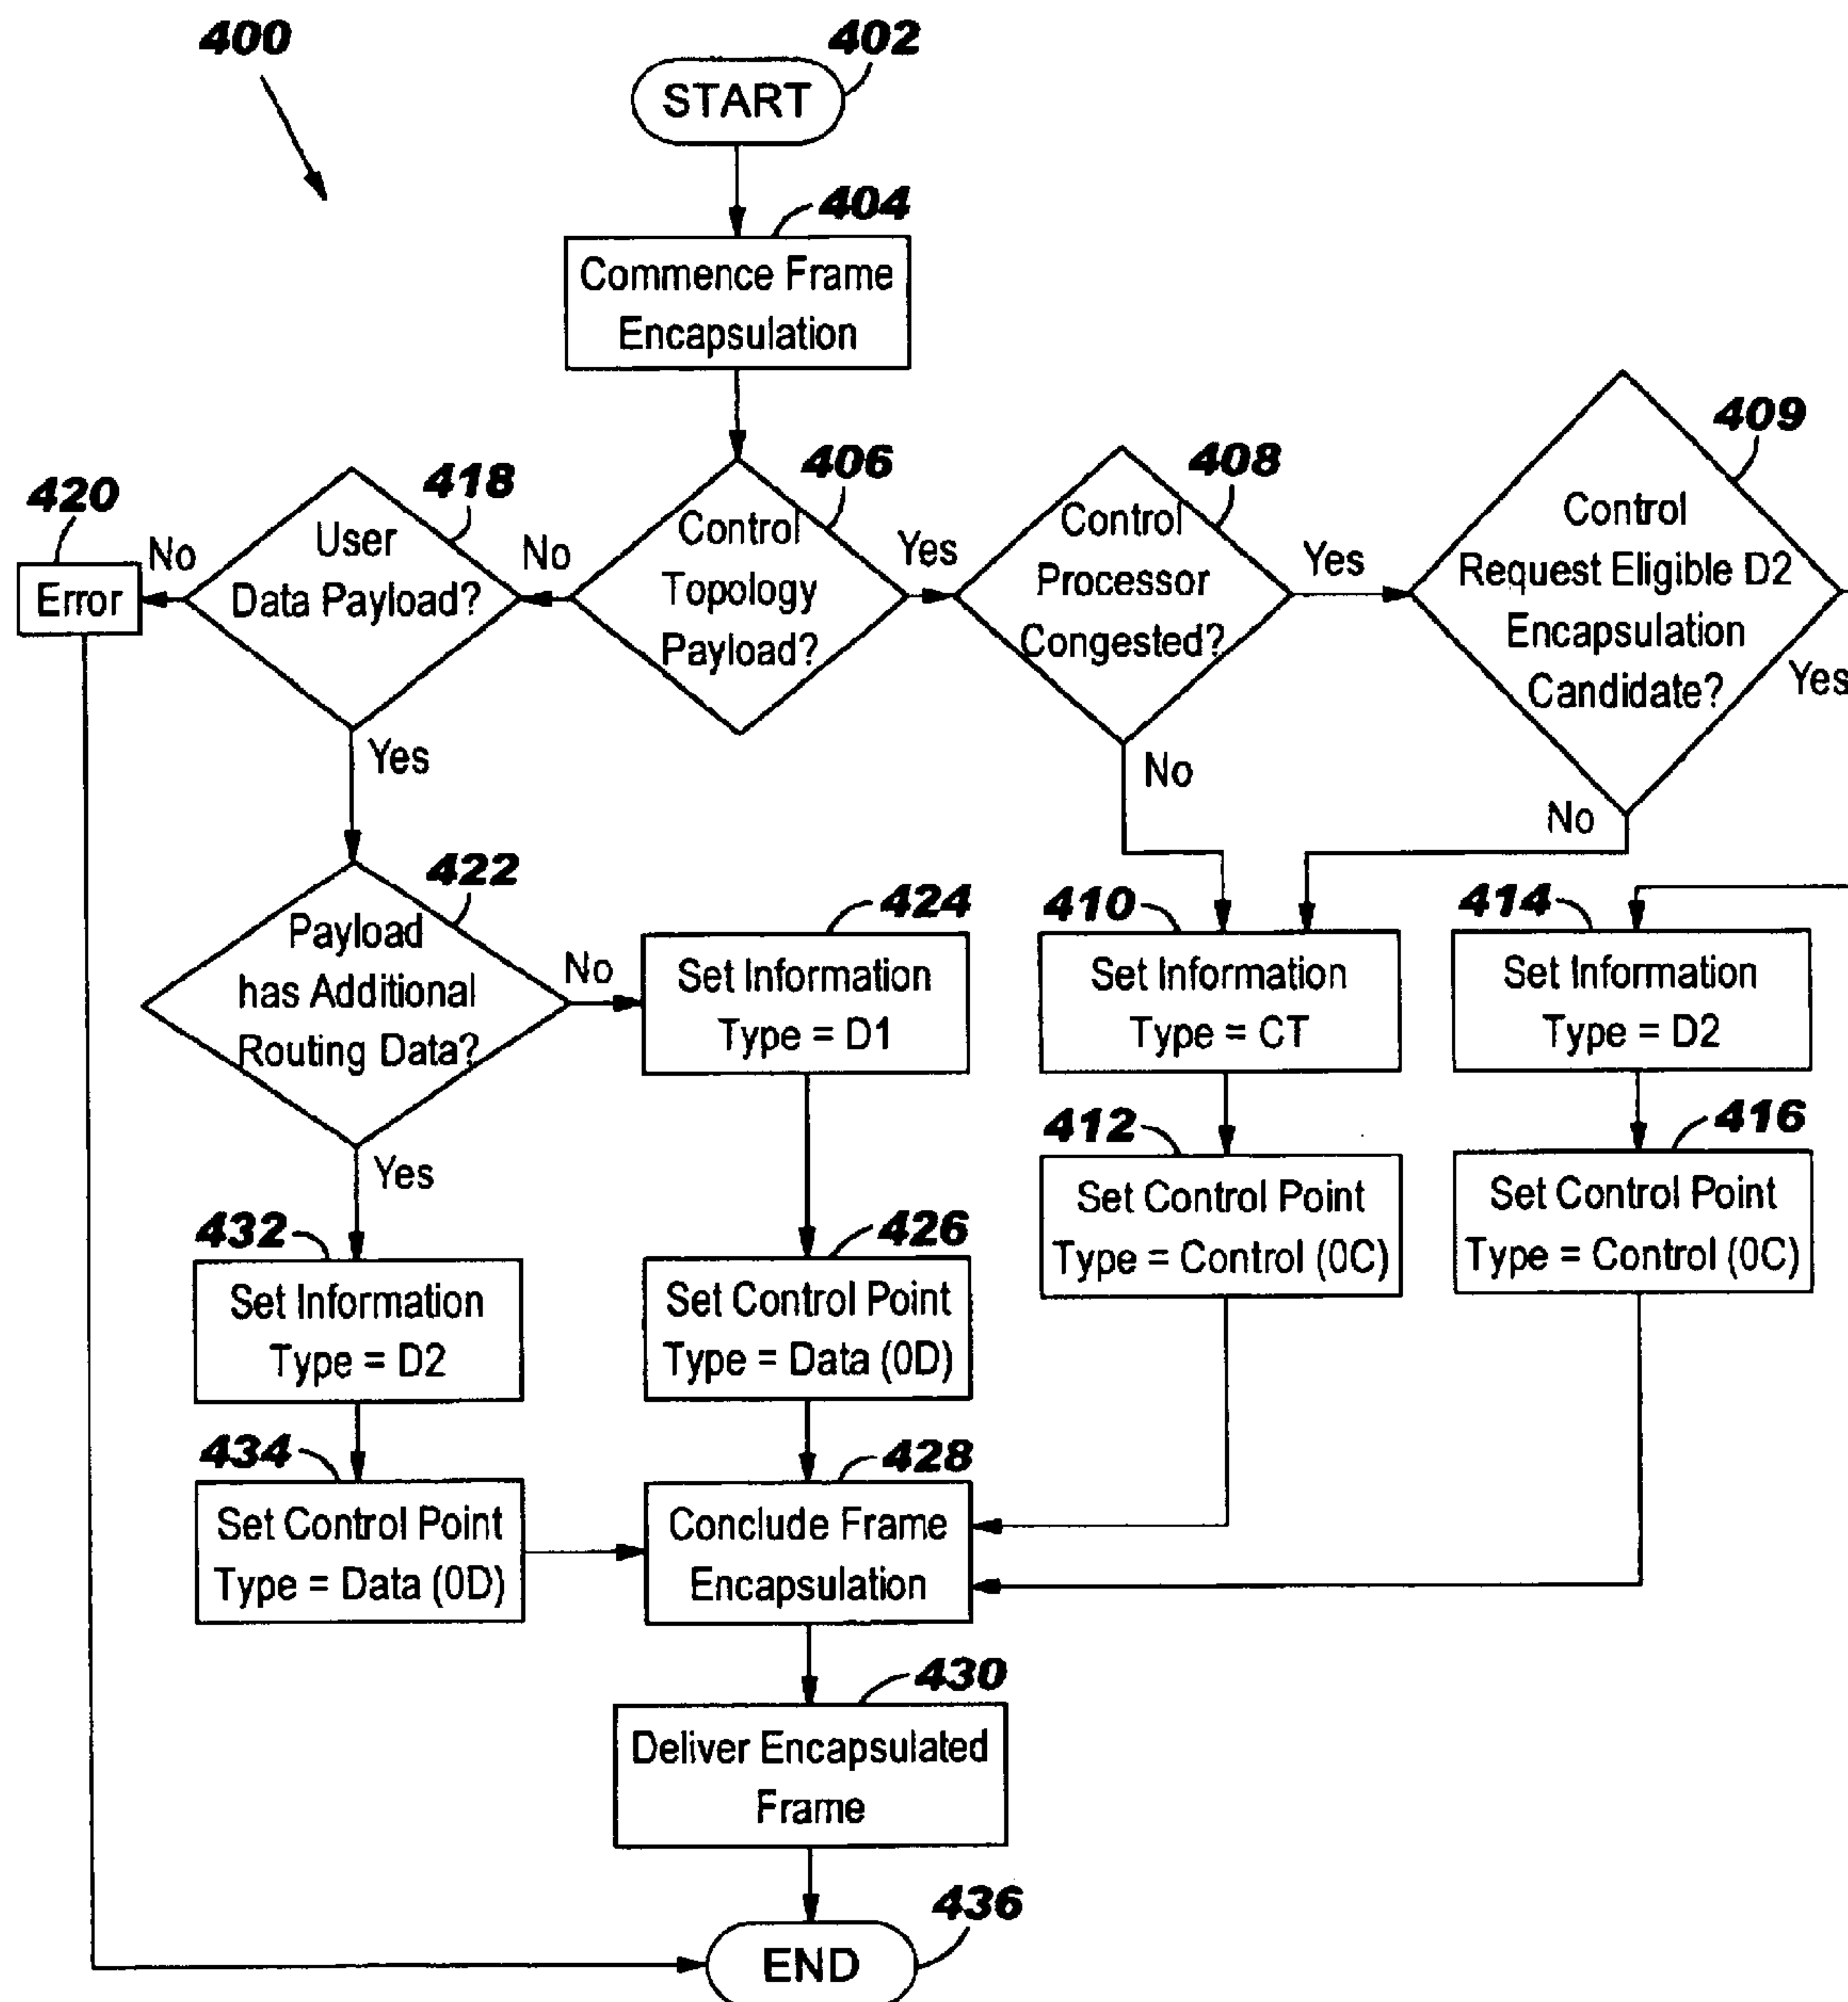 400
402
START
404
Commence Frame
Encapsulation
406
Control
Topology
Payload?
Yes
No
408
Control
Processor
Congested?
Yes
No
409
Control
Request Eligible D2
Encapsulation
Candidate?
Yes
No
418
User
Data Payload?
No
Yes
420
Error
422
Payload
has Additional
Routing Data?
No
Yes
424
Set Information
Type = D1
410
Set Information
Type = CT
414
Set Information
Type = D2
412
Set Control Point
Type = Control (0C)
416
Set Control Point
Type = Control (0C)
432
Set Information
Type = D2
426
Set Control Point
Type = Data (0D)
434
Set Control Point
Type = Data (0D)
428
Conclude Frame
Encapsulation
430
Deliver Encapsulated
Frame
436
END